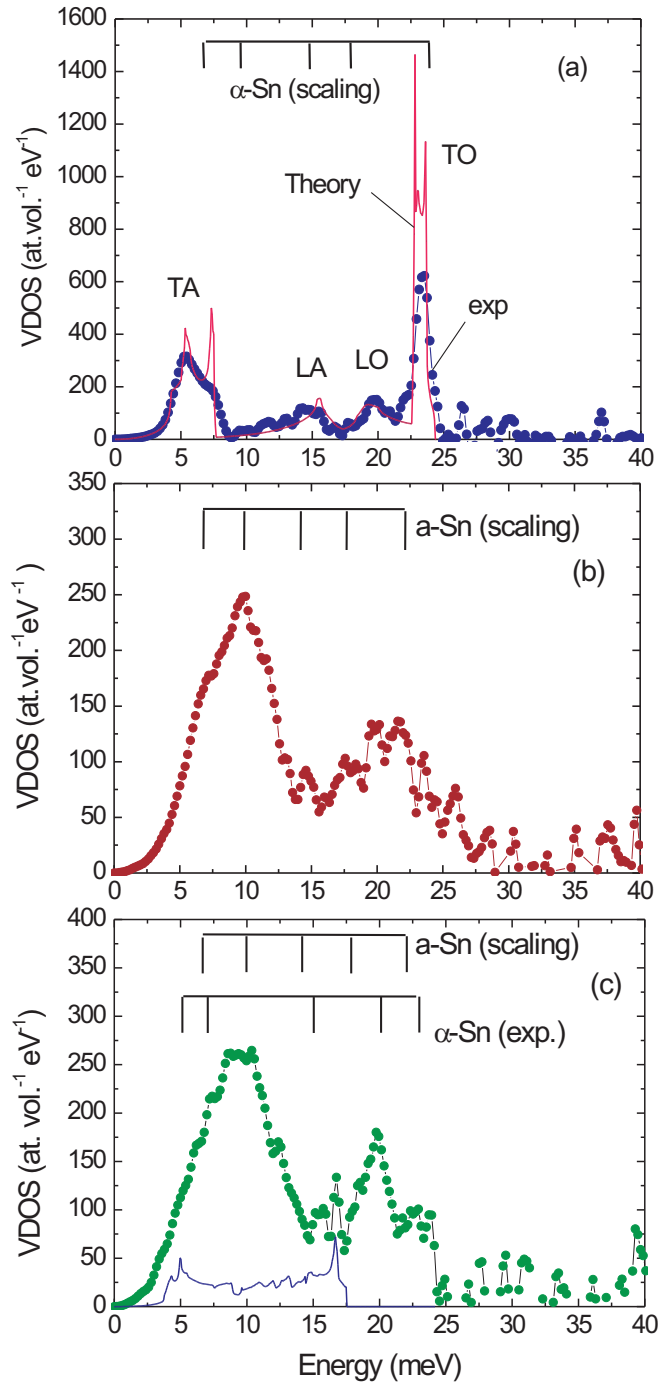 1600
1400
1200
1000
800
600
400
200
0
VDOS (at.vol.⁻¹ eV⁻¹)
α-Sn (scaling)
(a)
TO
Theory
TA
exp
LA
LO
0 5 10 15 20 25 30 35 40
350
300
250
200
150
100
50
0
VDOS (at.vol.⁻¹eV⁻¹)
a-Sn (scaling)
(b)
0 5 10 15 20 25 30 35 40
400
350
300
250
200
150
100
50
0
VDOS (at. vol.⁻¹ eV⁻¹)
a-Sn (scaling)
(c)
α-Sn (exp.)
0 5 10 15 20 25 30 35 40
Energy (meV)